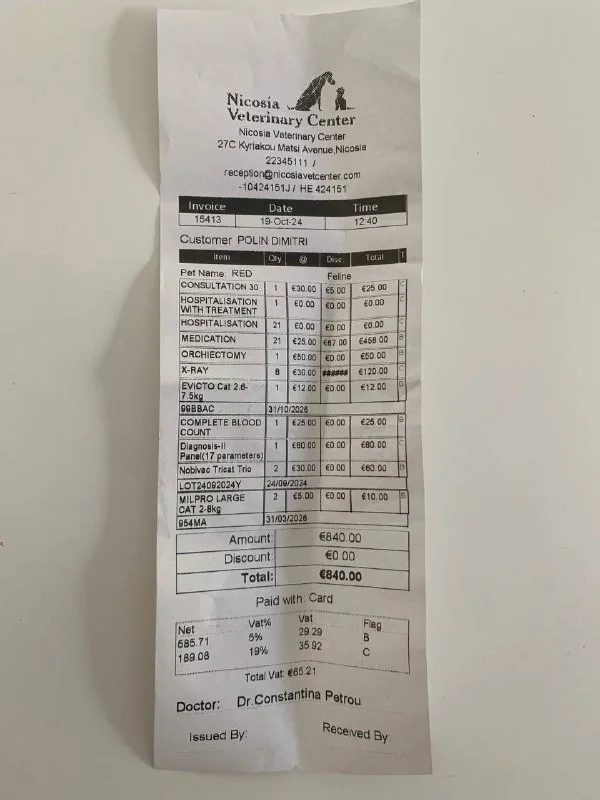 Nicosia
Veterinary Center
Nicosia Veterinary Center
27C Kyriakou Matsi Avenue,Nicosia
22345111 /
reception@nicosiavetcenter.com
-10424151J / HE 424151
Invoice Date Time
15413 19-Oct-24 12:40
Customer POLIN DIMITRI
Item Qty @ Disc. Total T
Pet Name: RED Feline
CONSULTATION 30 1 €30.00 €5.00 €25.00 C
HOSPITALISATION 1 €0.00 €0.00 €0.00 C
WITH TREATMENT
HOSPITALISATION 21 €0.00 €0.00 €0.00 C
MEDICATION 21 €25.00 €67.00 €458.00 B
ORCHIECTOMY 1 €50.00 €0.00 €50.00 B
X-RAY 8 €30.00 ###### €120.00 C
EVICTO Cat 2.6- 1 €12.00 €0.00 €12.00 B
7.5kg
99BBAC 31/10/2026
COMPLETE BLOOD 1 €25.00 €0.00 €25.00 B
COUNT
Diagnosis-II 1 €80.00 €0.00 €80.00 C
Panel(17 parameters)
Nobivac Tricat Trio 2 €30.00 €0.00 €60.00 B
LOT24092024Y 24/09/2024
MILPRO LARGE 2 €5.00 €0.00 €10.00 B
CAT 2-8kg
954MA 31/03/2026
Amount: €840.00
Discount: €0.00
Total: €840.00
Paid with: Card
Net Vat% Vat Flag
585.71 5% 29.29 B
189.08 19% 35.92 C
Total Vat: €65.21
Doctor: Dr.Constantina Petrou
Issued By: Received By: